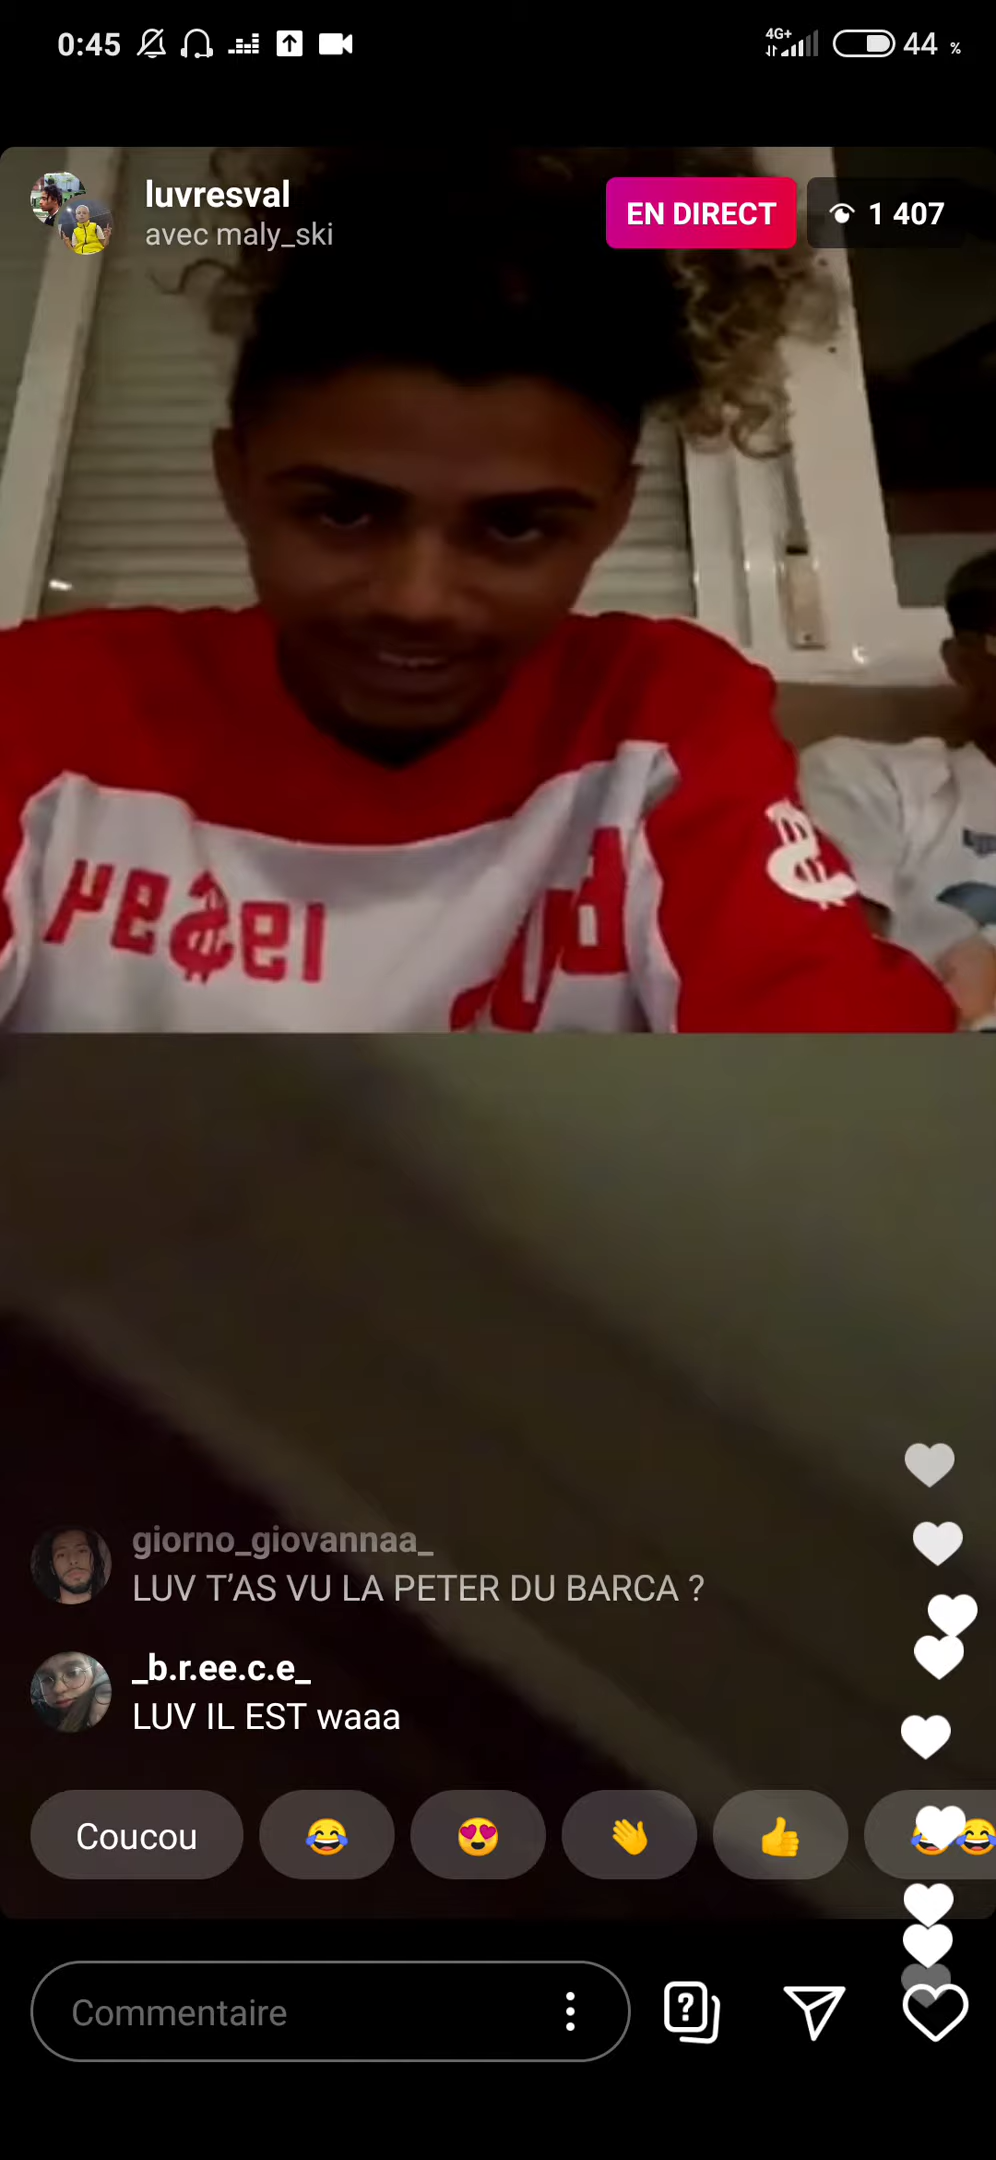 0:45
4G+
44 %
luvresval
avec maly_ski
EN DIRECT
1 407
giorno_giovannaa_
LUV T’AS VU LA PETER DU BARCA ?
_b.r.ee.c.e_
LUV IL EST waaa
Coucou
Commentaire